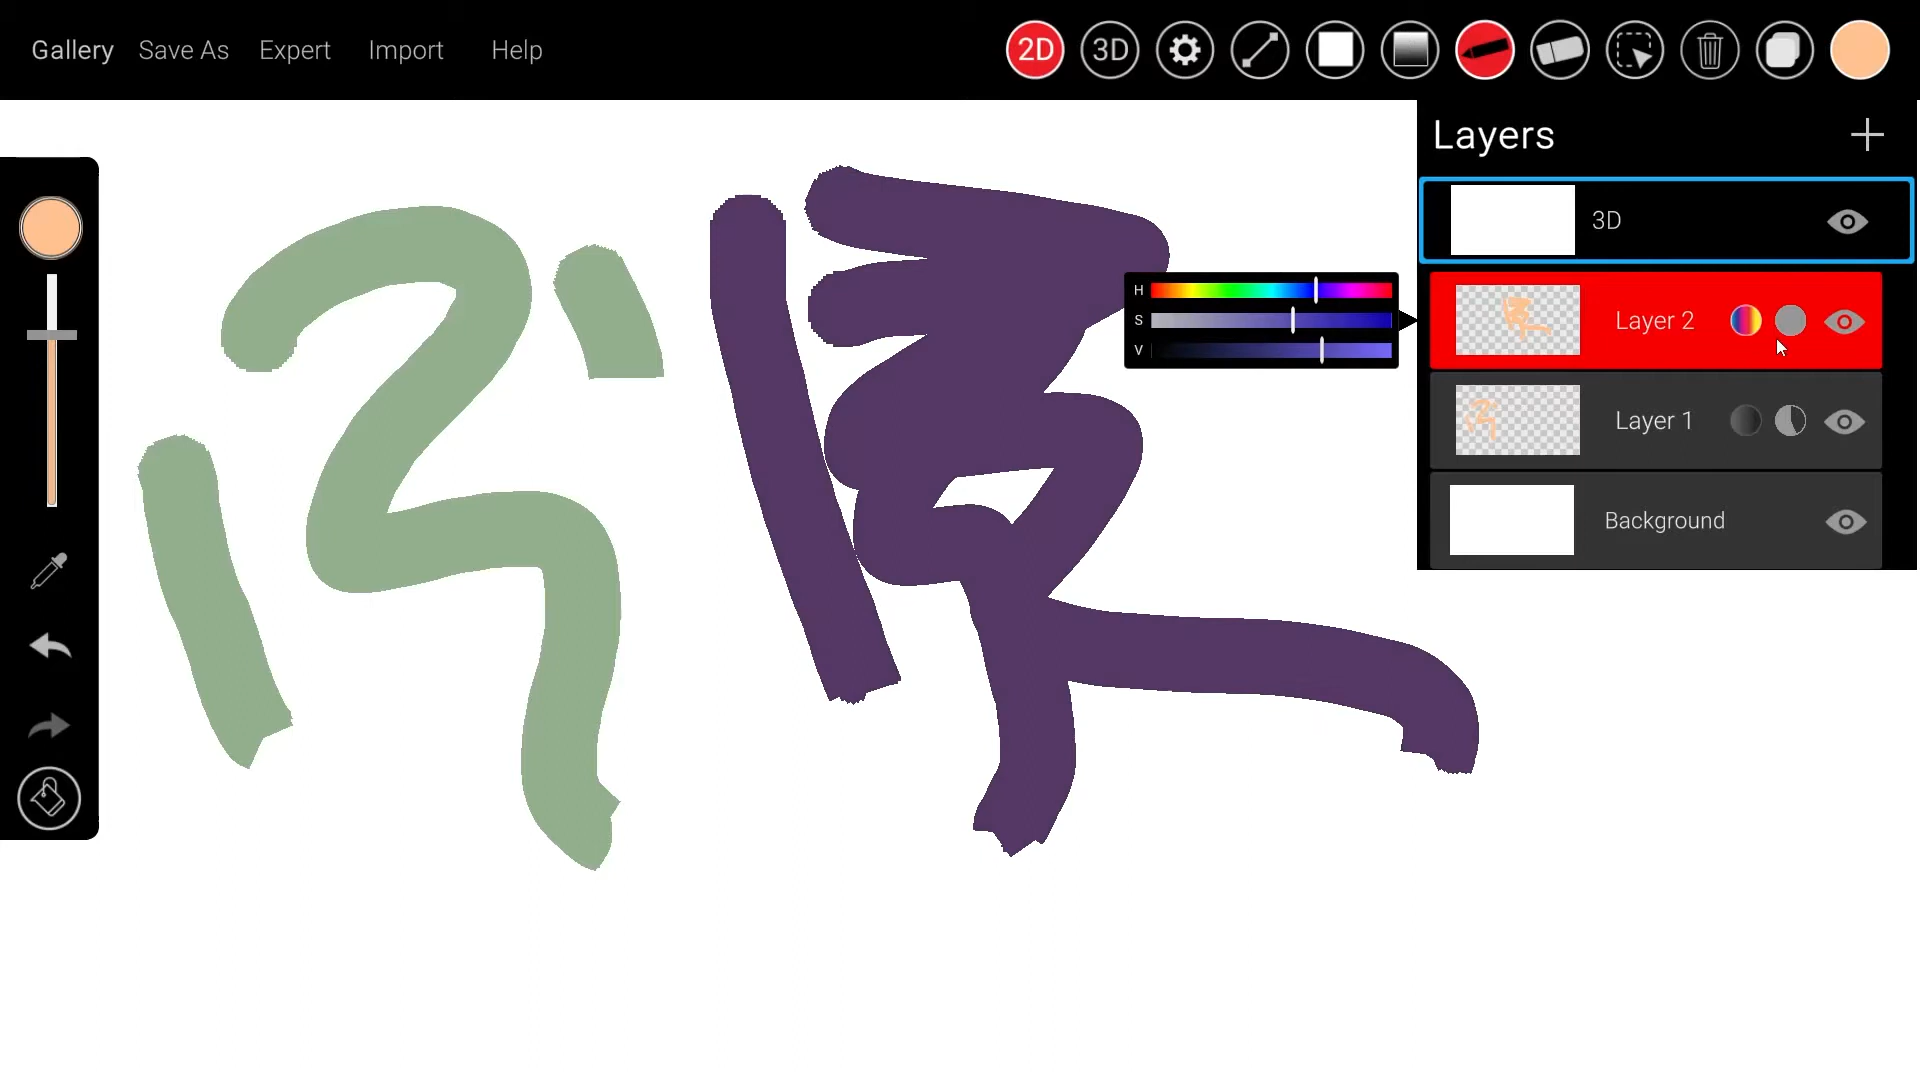 Gallery Save As Expert Import Help 2D 3D
Layers
3D
H
S
V
Layer 2
Layer 1
Background